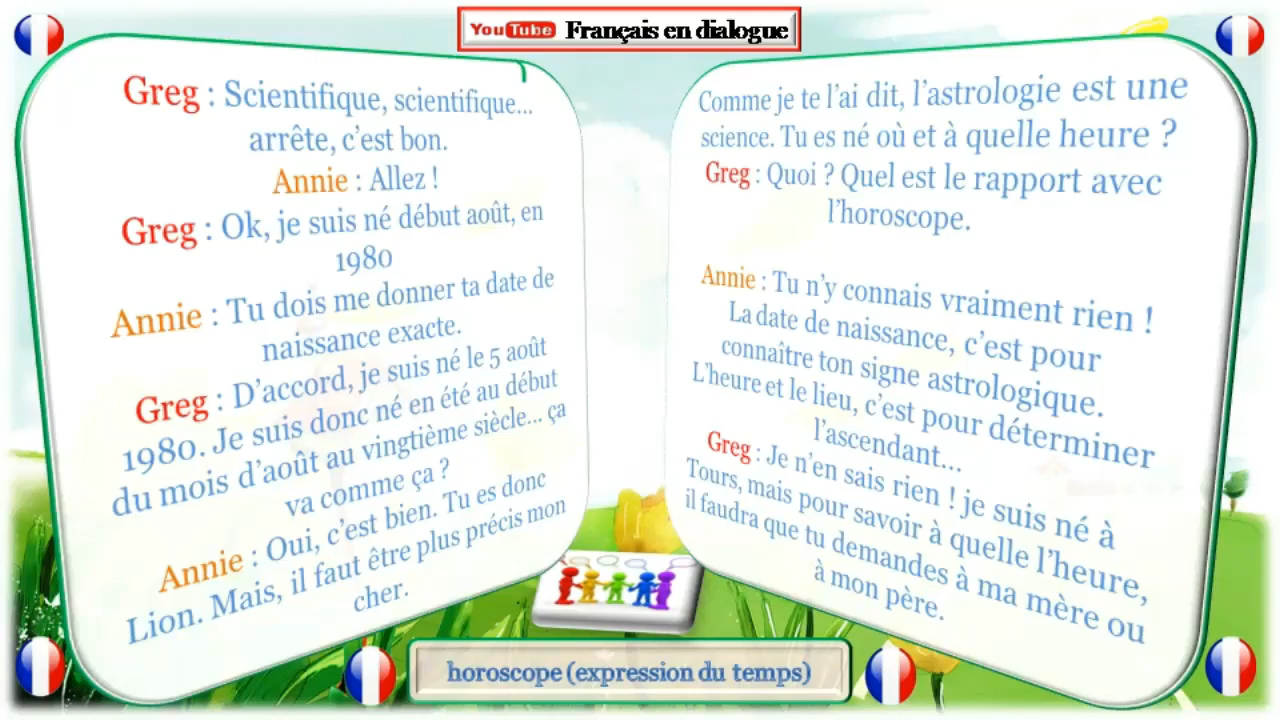 YouTube Français en dialogue
Greg : Scientifique, scientifique...
arrête, c'est bon.
Annie : Allez !
Greg : Ok, je suis né début août, en
1980
Annie : Tu dois me donner ta date de
naissance exacte.
Greg : D'accord, je suis né le 5 août
1980. Je suis donc né en été au début
du mois d'août au vingtième siècle... ça
va comme ça ?
Annie : Oui, c'est bien. Tu es donc
Lion. Mais, il faut être plus précis mon
cher.
Comme je te l'ai dit, l'astrologie est une
science. Tu es né où et à quelle heure ?
Greg : Quoi ? Quel est le rapport avec
l'horoscope.
Annie : Tu n'y connais vraiment rien !
La date de naissance, c'est pour
connaître ton signe astrologique.
L'heure et le lieu, c'est pour déterminer
l'ascendant...
Greg : Je n'en sais rien ! je suis né à
Tours, mais pour savoir à quelle l'heure,
il faudra que tu demandes à ma mère ou
à mon père.
horoscope (expression du temps)